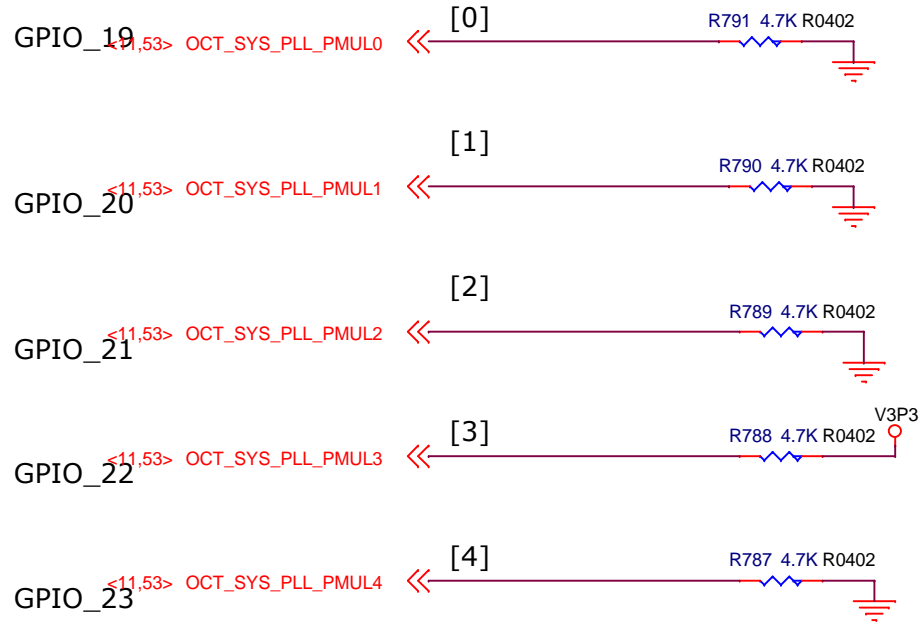 [0]
R791 4.7K R0402
GPIO_19 <11,53> OCT_SYS_PLL_PMUL0
[1]
R790 4.7K R0402
GPIO_20 <11,53> OCT_SYS_PLL_PMUL1
[2]
R789 4.7K R0402
GPIO_21 <11,53> OCT_SYS_PLL_PMUL2
V3P3
[3]
R788 4.7K R0402
GPIO_22 <11,53> OCT_SYS_PLL_PMUL3
[4]
R787 4.7K R0402
GPIO_23 <11,53> OCT_SYS_PLL_PMUL4